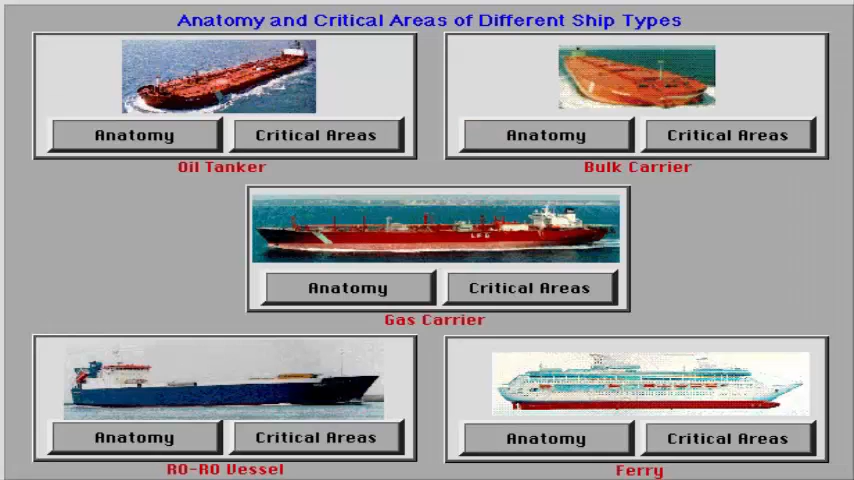 Anatomy and Critical Areas of Different Ship Types
Anatomy Critical Areas
Oil Tanker
Anatomy Critical Areas
Bulk Carrier
Anatomy Critical Areas
Gas Carrier
Anatomy Critical Areas
RO-RO Vessel
Anatomy Critical Areas
Ferry